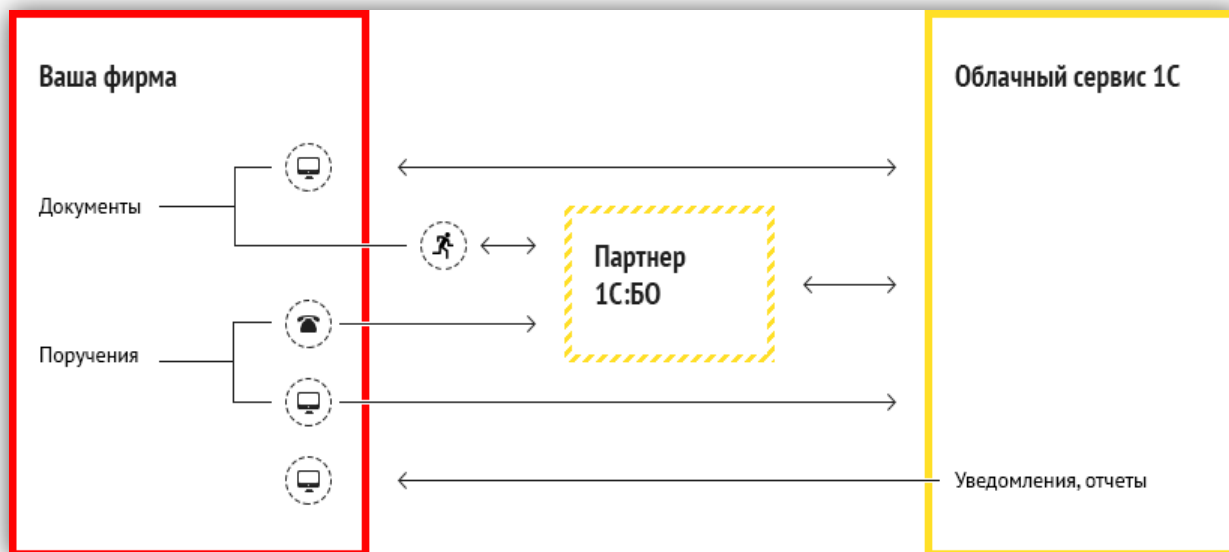 Ваша фирма
Облачный сервис 1С
Документы
Партнер
1С:БО
Поручения
Уведомления, отчеты